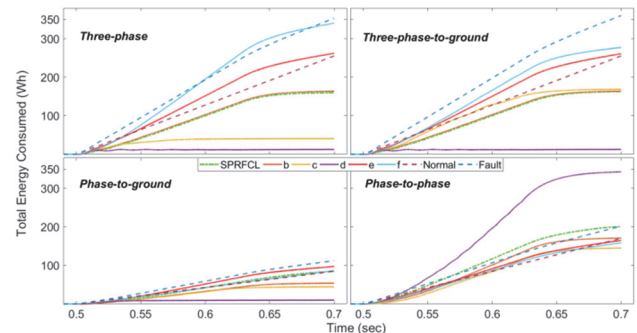 350
Three-phase
Three-phase-to-ground
200
100
SPRFCL b c d e f Normal Fault
350
Phase-to-ground
Phase-to-phase
200
100
Total Energy Consumed (Wh)
0.5 0.55 0.6 0.65 0.7 0.5 0.55 0.6 0.65 0.7
Time (sec)